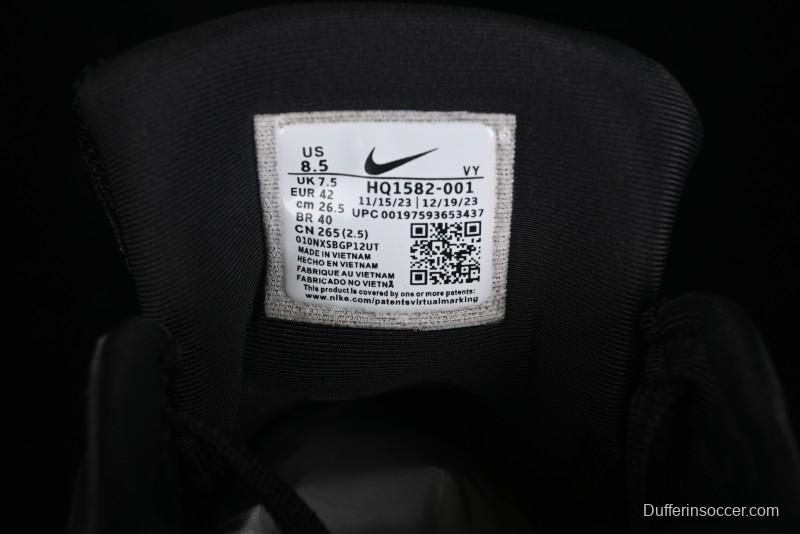 US
8.5
VY
UK 7.5
EUR 42
cm 26.5
BR 40
CN 265 (2.5)
HQ1582-001
11/15/23 | 12/19/23
UPC 00197593653437
010NXSBGP12UT
MADE IN VIETNAM
HECHO EN VIETNAM
FABRIQUE AU VIETNAM
FABRICADO NO VIETNÃ
This product is covered by one or more patents:
www.nike.com/patentsvirtualmarking
Dufferinsoccer.com